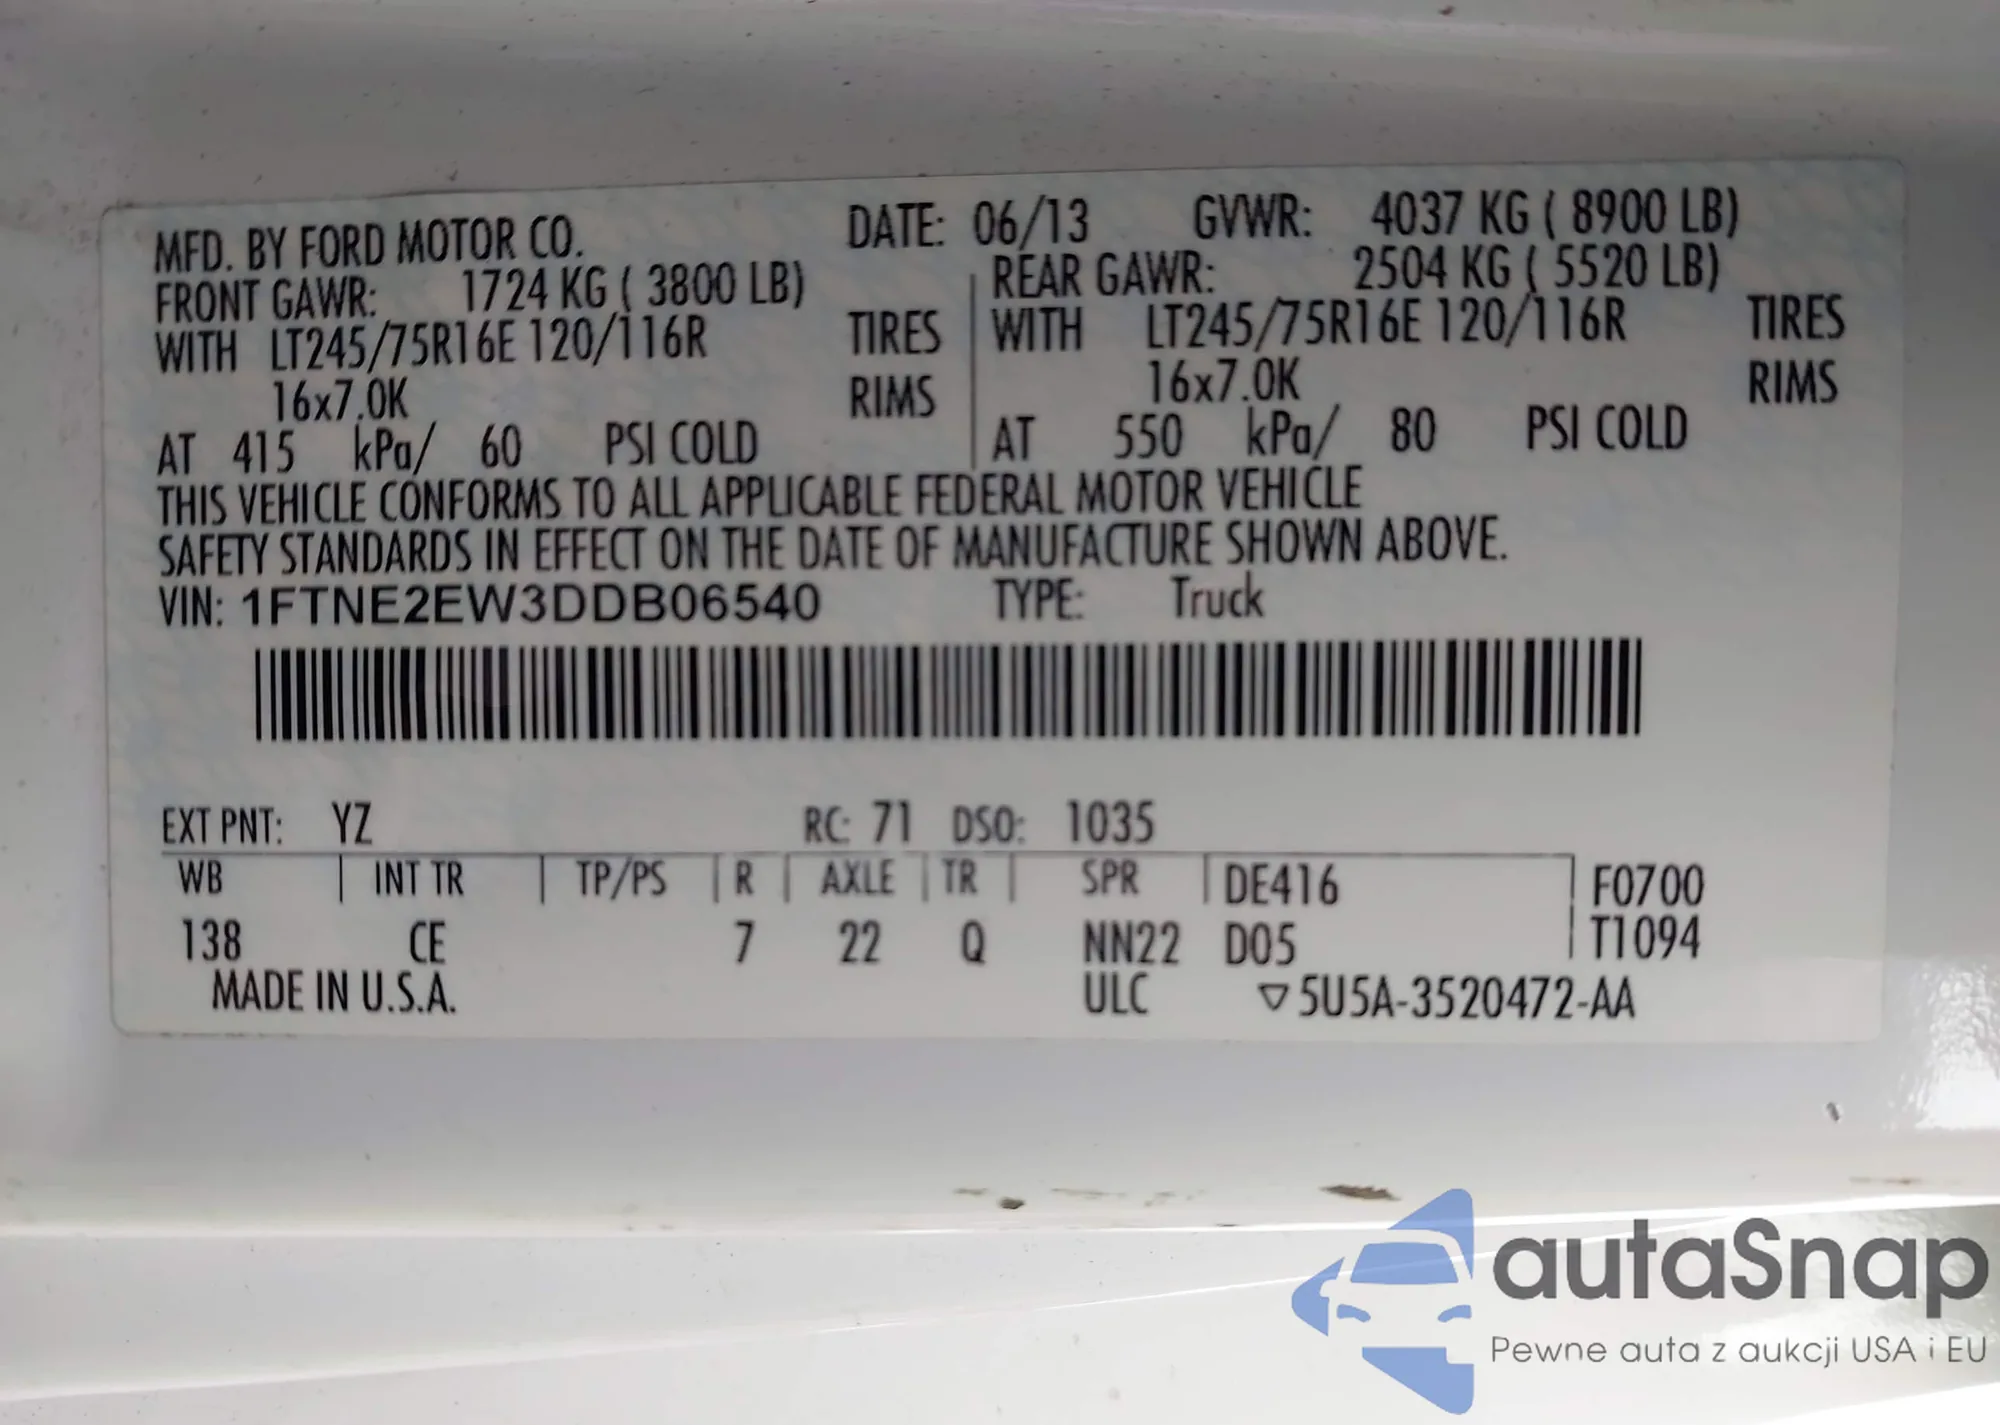 MFD. BY FORD MOTOR CO. DATE: 06/13 GVWR: 4037 KG ( 8900 LB)
FRONT GAWR: 1724 KG ( 3800 LB) REAR GAWR: 2504 KG ( 5520 LB)
WITH LT245/75R16E 120/116R TIRES WITH LT245/75R16E 120/116R TIRES
16x7.0K RIMS 16x7.0K RIMS
AT 415 kPa/ 60 PSI COLD AT 550 kPa/ 80 PSI COLD
THIS VEHICLE CONFORMS TO ALL APPLICABLE FEDERAL MOTOR VEHICLE
SAFETY STANDARDS IN EFFECT ON THE DATE OF MANUFACTURE SHOWN ABOVE.
VIN: 1FTNE2EW3DDB06540 TYPE: Truck
EXT PNT: YZ RC: 71 DSO: 1035
WB INT TR TP/PS R AXLE TR SPR DE416 F0700
138 CE 7 22 Q NN22 D05 T1094
MADE IN U.S.A. ULC ▽5U5A-3520472-AA
autaSnap
Pewne auta z aukcji USA i EU